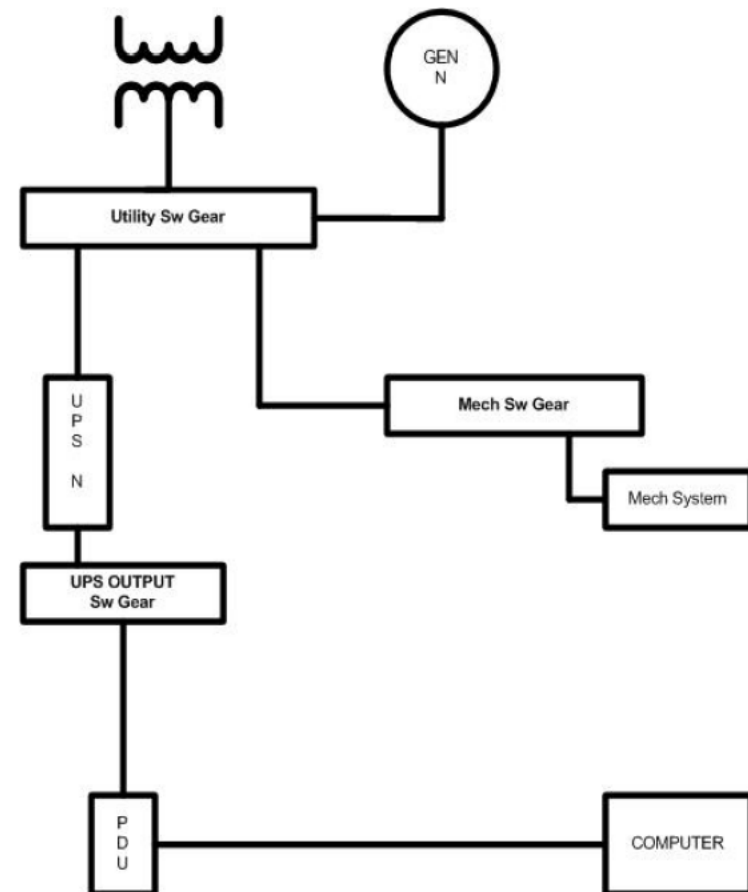 GEN
N
Utility Sw Gear
U
P
S
N
Mech Sw Gear
Mech System
UPS OUTPUT
Sw Gear
P
D
U
COMPUTER